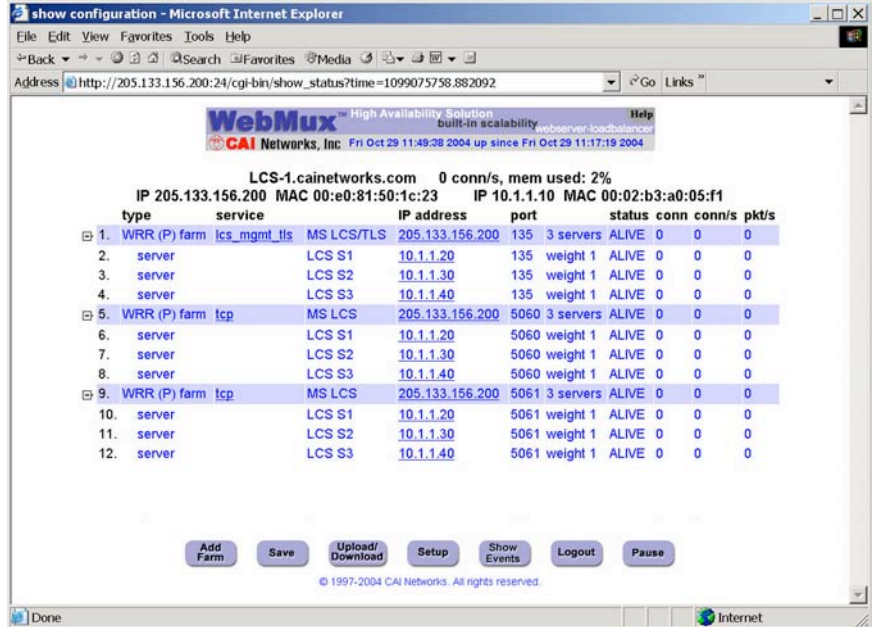 show configuration - Microsoft Internet Explorer
File Edit View Favorites Tools Help
Back Search Favorites Media
Address http://205.133.156.200:24/cgi-bin/show_status?time=1099075758.882092 Go Links »
WebMux™ High Availability Solution Help
built-in scalability webserver-loadbalancer
CAI Networks, Inc Fri Oct 29 11:49:38 2004 up since Fri Oct 29 11:17:19 2004
LCS-1.cainetworks.com 0 conn/s, mem used: 2%
IP 205.133.156.200 MAC 00:e0:81:50:1c:23 IP 10.1.1.10 MAC 00:02:b3:a0:05:f1
type service IP address port status conn conn/s pkt/s
1. WRR (P) farm lcs_mgmt_tls MS LCS/TLS 205.133.156.200 135 3 servers ALIVE 0 0 0
2. server LCS S1 10.1.1.20 135 weight 1 ALIVE 0 0 0
3. server LCS S2 10.1.1.30 135 weight 1 ALIVE 0 0 0
4. server LCS S3 10.1.1.40 135 weight 1 ALIVE 0 0 0
5. WRR (P) farm tcp MS LCS 205.133.156.200 5060 3 servers ALIVE 0 0 0
6. server LCS S1 10.1.1.20 5060 weight 1 ALIVE 0 0 0
7. server LCS S2 10.1.1.30 5060 weight 1 ALIVE 0 0 0
8. server LCS S3 10.1.1.40 5060 weight 1 ALIVE 0 0 0
9. WRR (P) farm tcp MS LCS 205.133.156.200 5061 3 servers ALIVE 0 0 0
10. server LCS S1 10.1.1.20 5061 weight 1 ALIVE 0 0 0
11. server LCS S2 10.1.1.30 5061 weight 1 ALIVE 0 0 0
12. server LCS S3 10.1.1.40 5061 weight 1 ALIVE 0 0 0
Add Farm Save Upload/Download Setup Show Events Logout Pause
© 1997-2004 CAI Networks. All rights reserved.
Done Internet